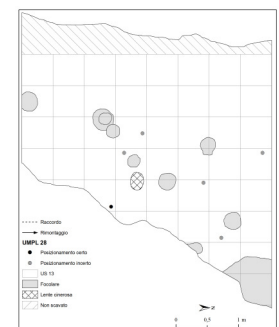 Raccordo
Rimontaggio
UMPL 28
Posizionamento certo
Posizionamento incerto
US 13
Focolare
Lente cinerosa
Non scavato
0 0,5 1 m